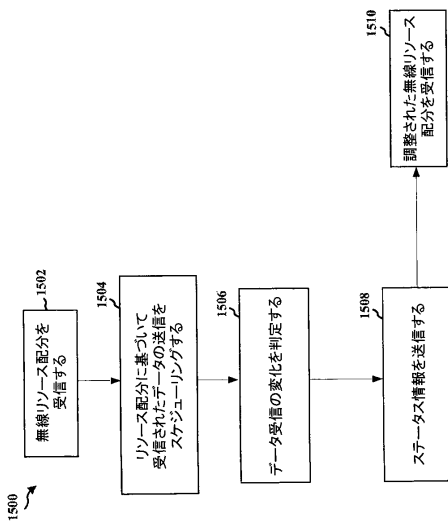 1500
1502
無線リソース配分を
受信する
1504
リソース配分に基づいて
受信されたデータの送信を
スケジューリングする
1506
データ受信の変化を判定する
1508
ステータス情報を送信する
1510
調整された無線リソース
配分を受信する